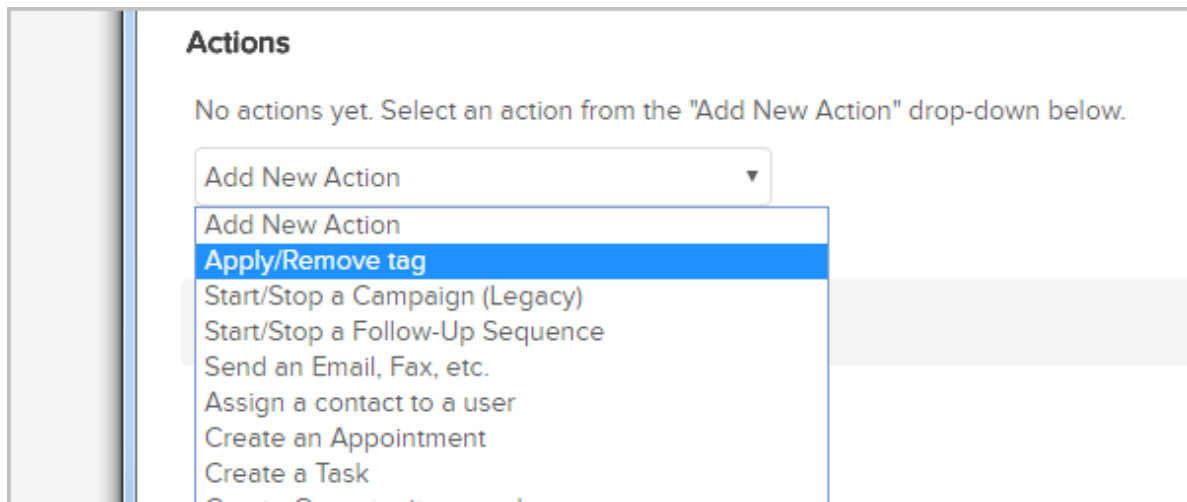 Actions
No actions yet. Select an action from the "Add New Action" drop-down below.
Add New Action
Add New Action
Apply/Remove tag
Start/Stop a Campaign (Legacy)
Start/Stop a Follow-Up Sequence
Send an Email, Fax, etc.
Assign a contact to a user
Create an Appointment
Create a Task